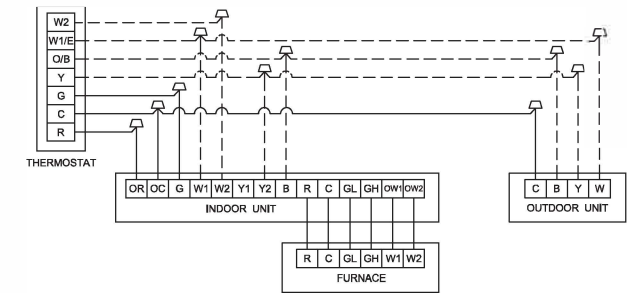 W2
W1/E
O/B
Y
G
C
R
THERMOSTAT
OR OC G W1 W2 Y1 Y2 B R C GL GH OW1 OW2
INDOOR UNIT
C B Y W
OUTDOOR UNIT
R C GL GH W1 W2
FURNACE